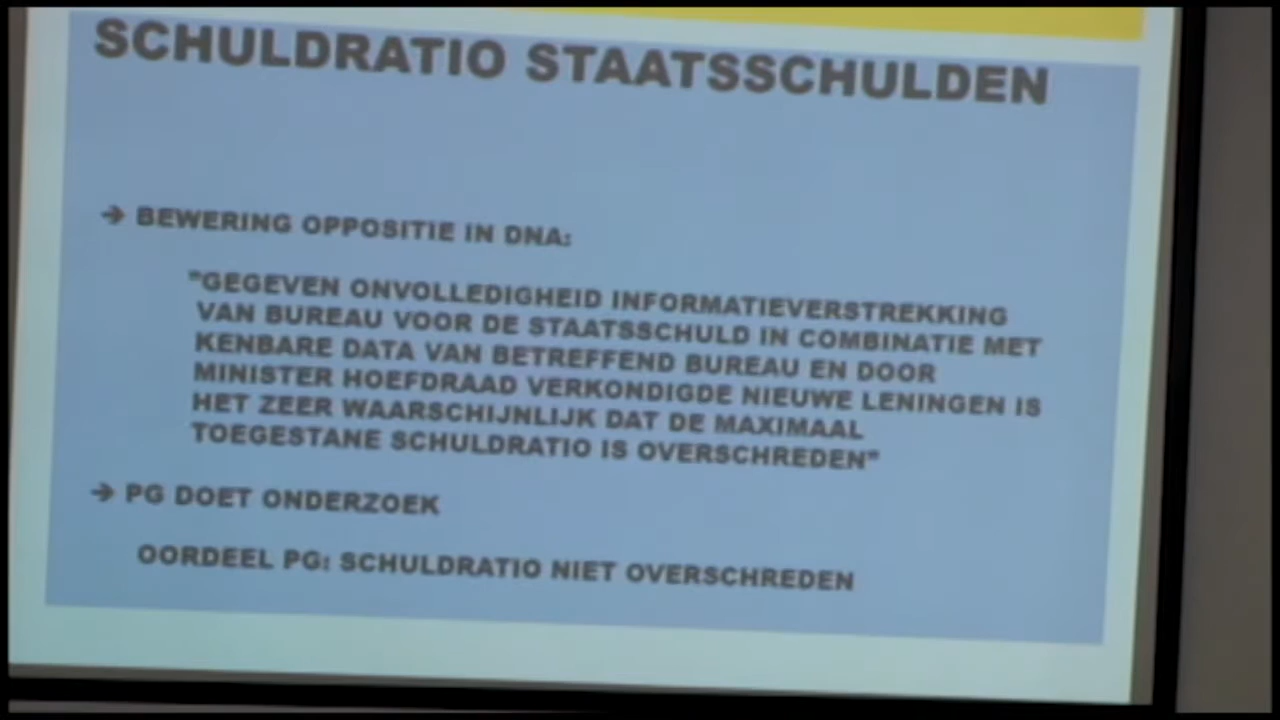 SCHULDRATIO STAATSSCHULDEN
→ BEWERING OPPOSITIE IN DNA:
"GEGEVEN ONVOLLEDIGHEID INFORMATIEVERSTREKKING
VAN BUREAU VOOR DE STAATSSCHULD IN COMBINATIE MET
KENBARE DATA VAN BETREFFEND BUREAU EN DOOR
MINISTER HOEFDRAAD VERKONDIGDE NIEUWE LENINGEN IS
HET ZEER WAARSCHIJNLIJK DAT DE MAXIMAAL
TOEGESTANE SCHULDRATIO IS OVERSCHREDEN"
→ PG DOET ONDERZOEK
OORDEEL PG: SCHULDRATIO NIET OVERSCHREDEN